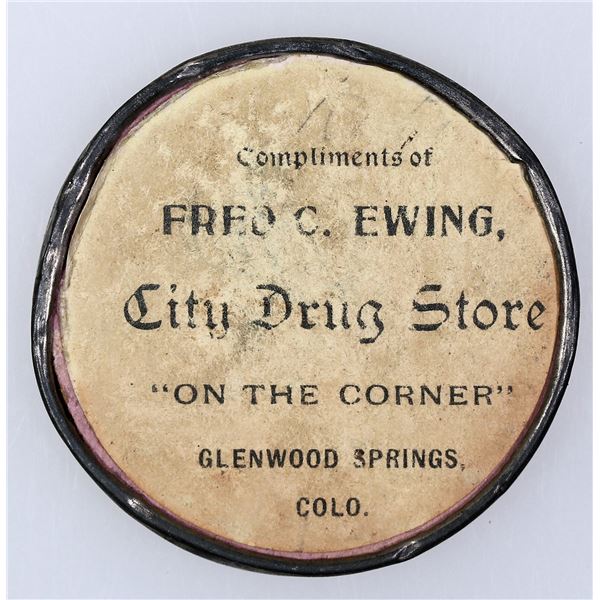 Compliments of
FRED C. EWING,
City Drug Store
"ON THE CORNER"
GLENWOOD SPRINGS,
COLO.